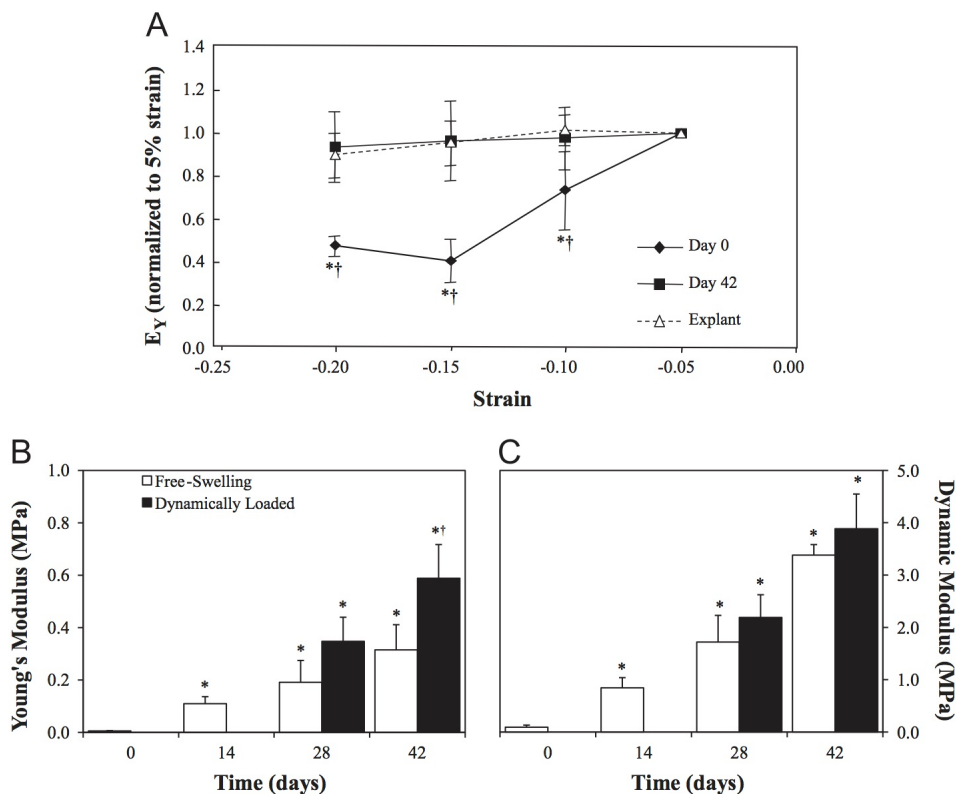 A
E_Y (normalized to 5% strain)
1.4
1.2
1.0
0.8
0.6
0.4
0.2
0.0
*†
*†
*†
Day 0
Day 42
Explant
-0.25 -0.20 -0.15 -0.10 -0.05 0.00
Strain
B
Young's Modulus (MPa)
1.0
0.8
0.6
0.4
0.2
0.0
Free-Swelling
Dynamically Loaded
*
*
*
*
*†
0 14 28 42
Time (days)
C
*
*
*
*
*
5.0
4.0
3.0
2.0
1.0
0.0
Dynamic Modulus (MPa)
0 14 28 42
Time (days)